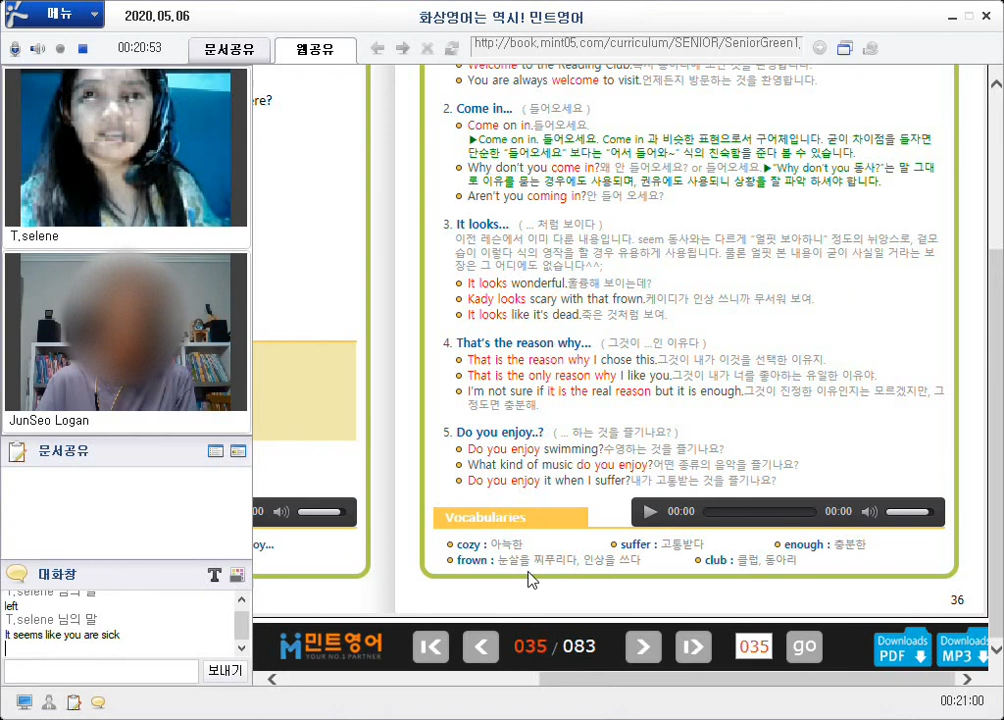 메뉴
2020.05.06
화상영어는 역시! 민트영어
00:20:53
문서공유
웹공유
http://book.mint05.com/curriculum/SENIOR/SeniorGreen1.
T.selene
JunSeo Logan
문서공유
대화창
T
left
T.selene 님의 말
It seems like you are sick
보내기
ere?
00
oy...
You are always welcome to visit.언제든지 방문하는 것을 환영합니다.
2. Come in... ( 들어오세요 )
Come on in.들어오세요.
▶Come on in. 들어오세요. Come in 과 비슷한 표현으로서 구어체입니다. 굳이 차이점을 들자면
단순한 "들어오세요" 보다는 "어서 들어와~" 식의 친숙함을 준다 볼 수 있습니다.
Why don't you come in?왜 안 들어오세요? or 들어오세요.▶"Why don't you 동사?"는 말 그대
로 이유를 묻는 경우에도 사용되며, 권유에도 사용되니 상황을 잘 파악 하셔야 합니다.
Aren't you coming in?안 들어 오세요?
3. It looks... ( ... 처럼 보이다 )
이전 레슨에서 이미 다룬 내용입니다. seem 동사와는 다르게 "얼핏 보아하니" 정도의 뉘앙스로, 겉모
습이 이렇다 식의 영작을 할 경우 유용하게 사용됩니다. 물론 얼핏 본 내용이 굳이 사실일 거라는 보
장은 그 어디에도 없습니다^^;
It looks wonderful.훌륭해 보이는데?
Kady looks scary with that frown.케이디가 인상 쓰니까 무서워 보여.
It looks like it's dead.죽은 것처럼 보여.
4. That's the reason why... ( 그것이 ...인 이유다 )
That is the reason why I chose this.그것이 내가 이것을 선택한 이유지.
That is the only reason why I like you.그것이 내가 너를 좋아하는 유일한 이유야.
I'm not sure if it is the real reason but it is enough.그것이 진정한 이유인지는 모르겠지만, 그
정도면 충분해.
5. Do you enjoy..? ( ... 하는 것을 즐기나요? )
Do you enjoy swimming?수영하는 것을 즐기나요?
What kind of music do you enjoy?어떤 종류의 음악을 즐기나요?
Do you enjoy it when I suffer?내가 고통받는 것을 즐기나요?
Vocabularies
00:00 00:00
cozy : 아늑한 suffer : 고통받다 enough : 충분한
frown : 눈살을 찌푸리다, 인상을 쓰다 club : 클럽, 동아리
36
민트영어
YOUR NO.1 PARTNER
035 / 083
035
go
Downloads PDF
Downloads MP3
00:21:00